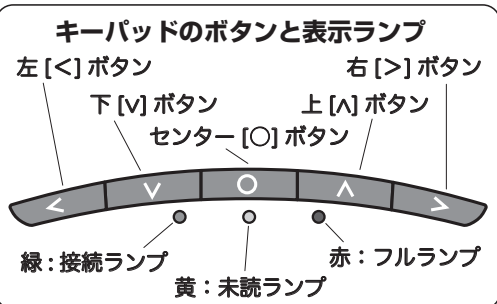 キーパッドのボタンと表示ランプ
左 [<] ボタン
右 [>] ボタン
下 [∨] ボタン
上 [∧] ボタン
センター [○] ボタン
< ∨ ○ ∧ >
緑 : 接続ランプ
赤 : フルランプ
黄 : 未読ランプ